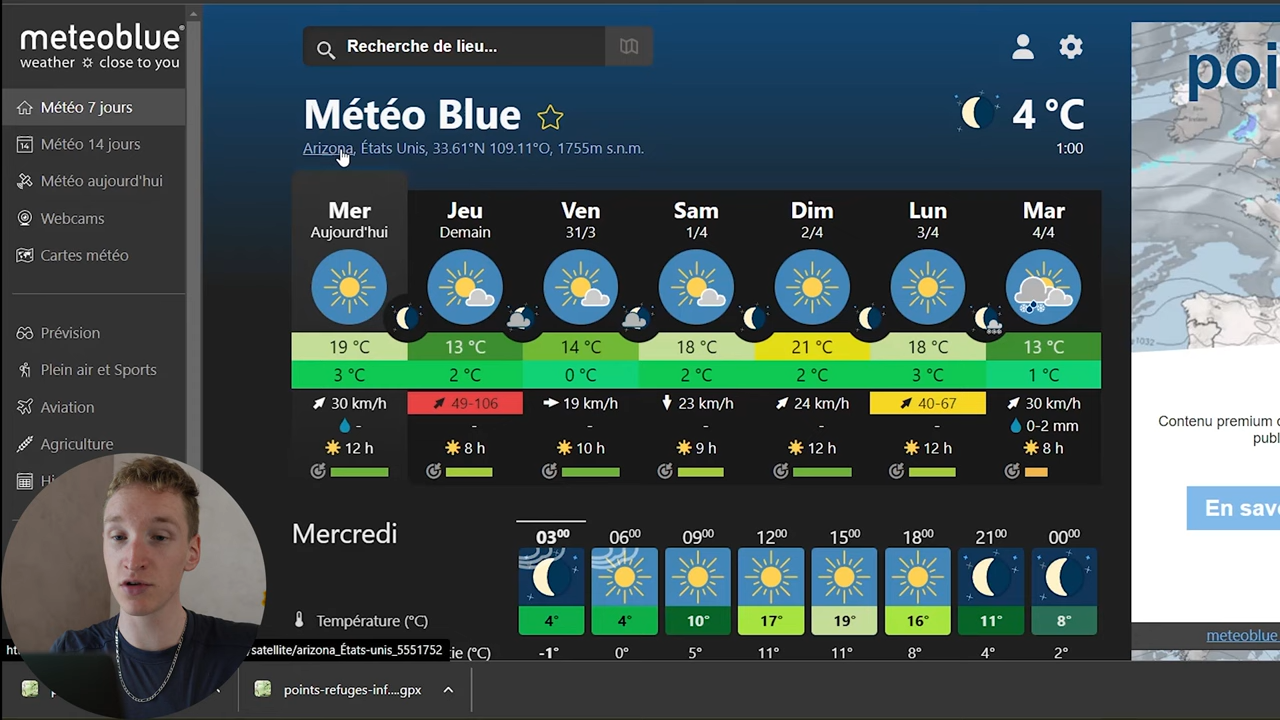 meteoblue®
weather close to you
Météo 7 jours
14 Météo 14 jours
Météo aujourd'hui
Webcams
Cartes météo
Prévision
Plein air et Sports
Aviation
Agriculture
Recherche de lieu...
Météo Blue
4 °C
Arizona, États Unis, 33.61°N 109.11°O, 1755m s.n.m.
1:00
Mer Jeu Ven Sam Dim Lun Mar
Aujourd'hui Demain 31/3 1/4 2/4 3/4 4/4
19 °C 13 °C 14 °C 18 °C 21 °C 18 °C 13 °C
3 °C 2 °C 0 °C 2 °C 2 °C 3 °C 1 °C
30 km/h 49-106 19 km/h 23 km/h 24 km/h 40-67 30 km/h
- - - - - - 0-2 mm
12 h 8 h 10 h 9 h 12 h 12 h 8 h
Mercredi
03⁰⁰ 06⁰⁰ 09⁰⁰ 12⁰⁰ 15⁰⁰ 18⁰⁰ 21⁰⁰ 00⁰⁰
Température (°C) 4° 4° 10° 17° 19° 16° 11° 8°
(°C) -1° 0° 5° 11° 11° 8° 4° 2°
poi
Contenu premium
publ
En sav
meteoblue
/satellite/arizona_États-unis_5551752
points-refuges-inf....gpx